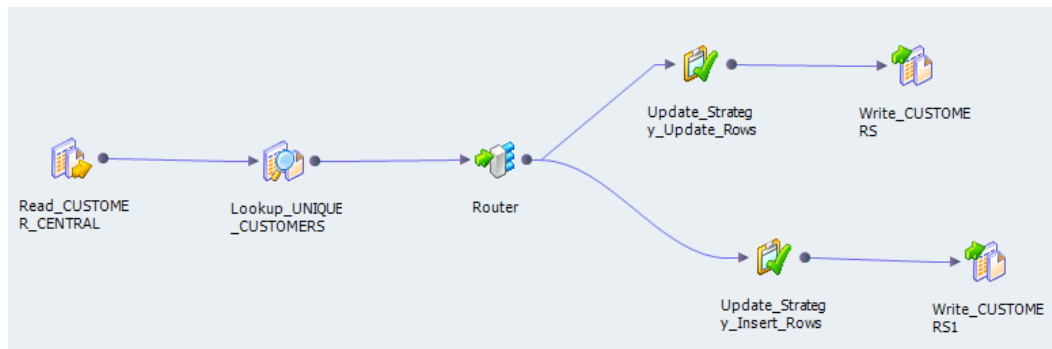 Update_Strateg
y_Update_Rows
Write_CUSTOME
RS
Read_CUSTOME
R_CENTRAL
Lookup_UNIQUE
_CUSTOMERS
Router
Update_Strateg
y_Insert_Rows
Write_CUSTOME
RS1